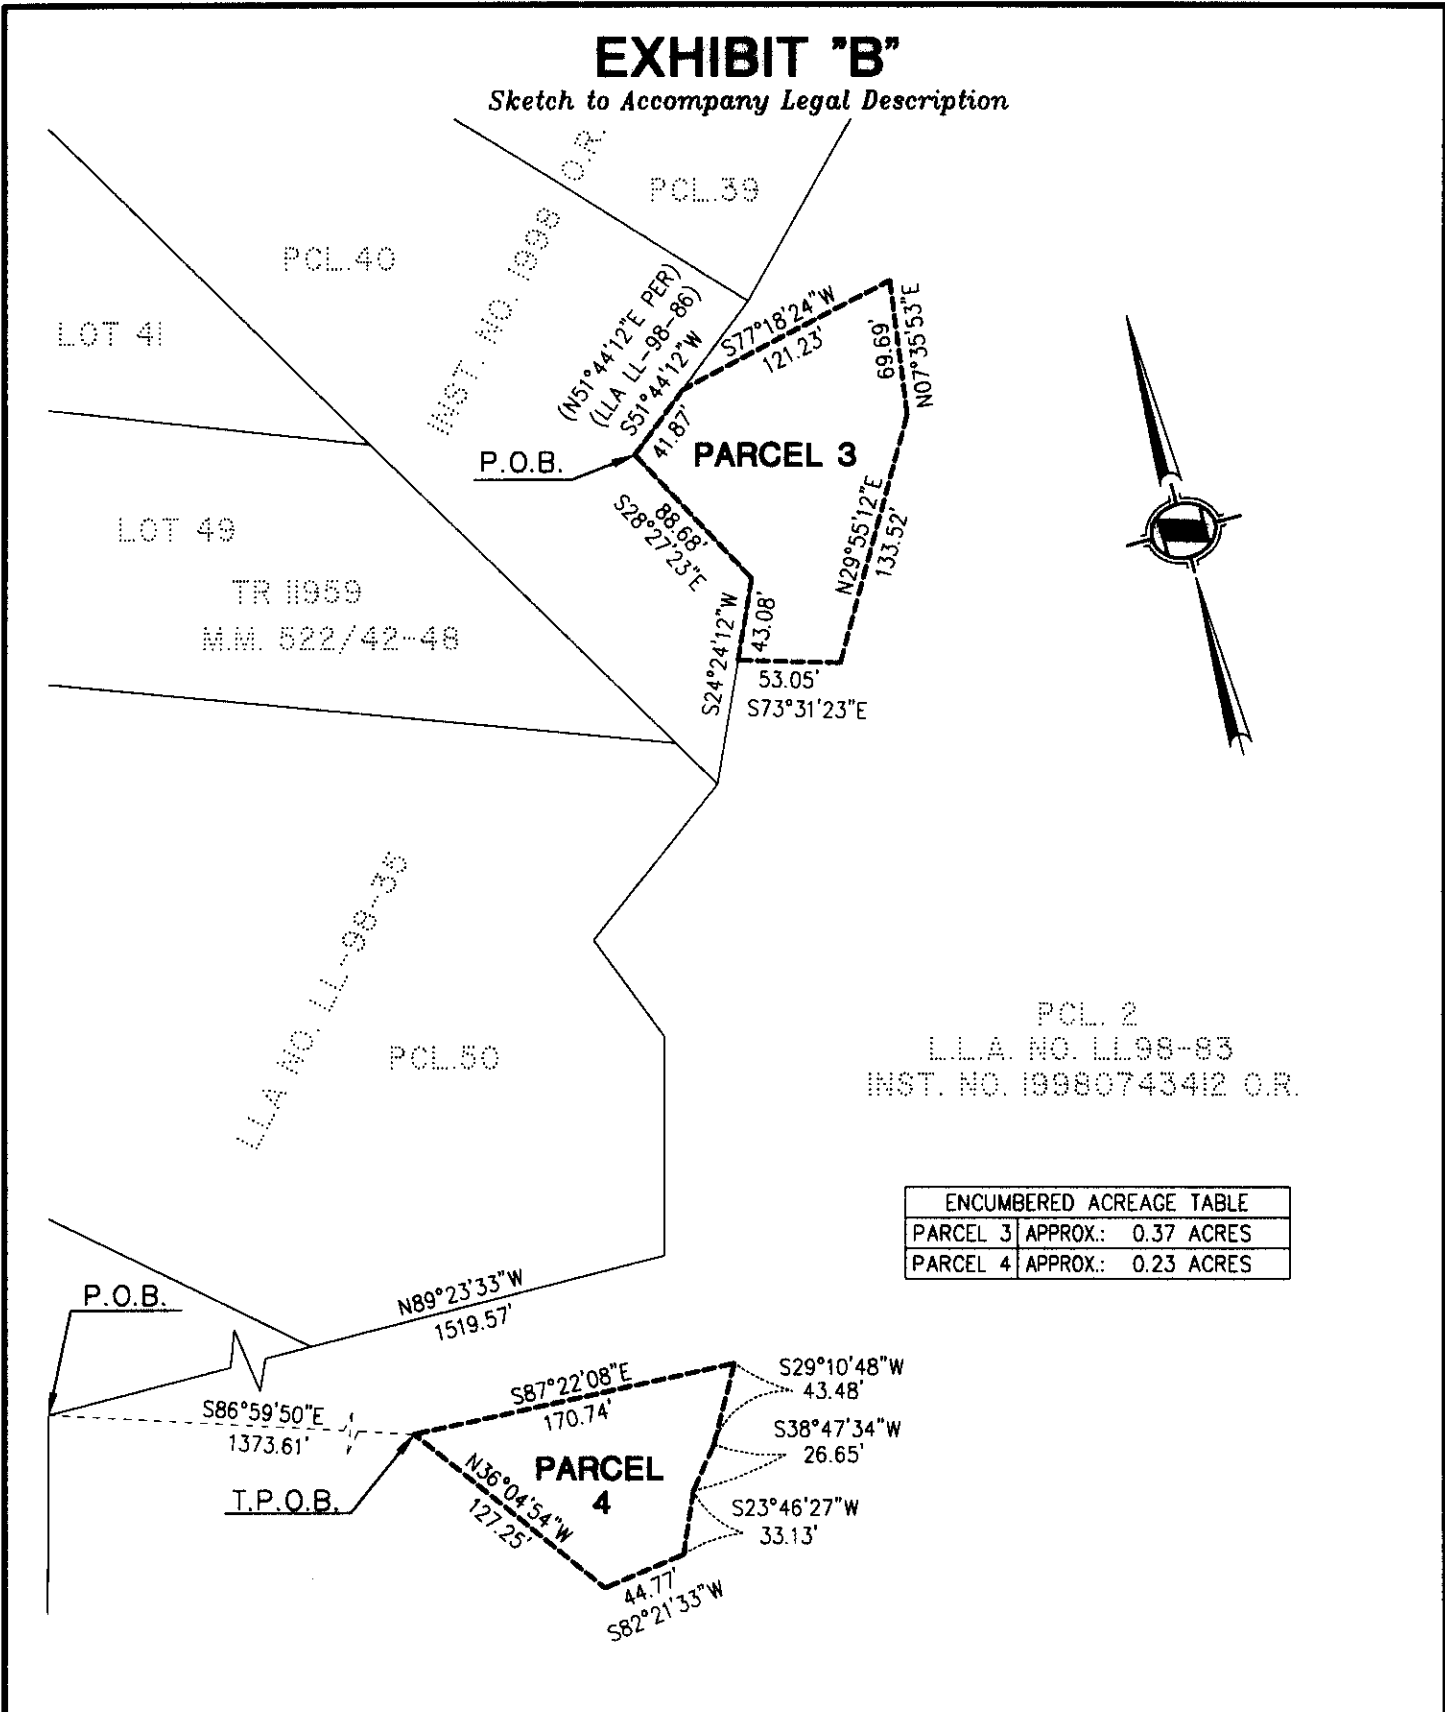 EXHIBIT "B"
Sketch to Accompany Legal Description
PCL.39
PCL.40
INST. NO. 1998 O.R.
LOT 41
(N51°44'12"E PER)
(LLA LL-98-86)
S51°44'12"W
41.87'
S77°18'24"W
121.23'
69.69'
N07°35'53"E
P.O.B.
PARCEL 3
LOT 49
88.68'
S28°27'23"E
N29°55'12"E
133.52'
TR 11959
M.M. 522/42-48
S24°24'12"W
43.08'
53.05'
S73°31'23"E
LLA NO. LL-98-35
PCL.50
PCL. 2
L.L.A. NO. LL98-83
INST. NO. 19980743412 O.R.
ENCUMBERED ACREAGE TABLE
PARCEL 3 APPROX.: 0.37 ACRES
PARCEL 4 APPROX.: 0.23 ACRES
P.O.B.
N89°23'33"W
1519.57'
S86°59'50"E
1373.61'
S87°22'08"E
170.74'
S29°10'48"W
43.48'
S38°47'34"W
26.65'
T.P.O.B.
N36°04'54"W
127.25'
PARCEL
4
S23°46'27"W
33.13'
44.77'
S82°21'33"W